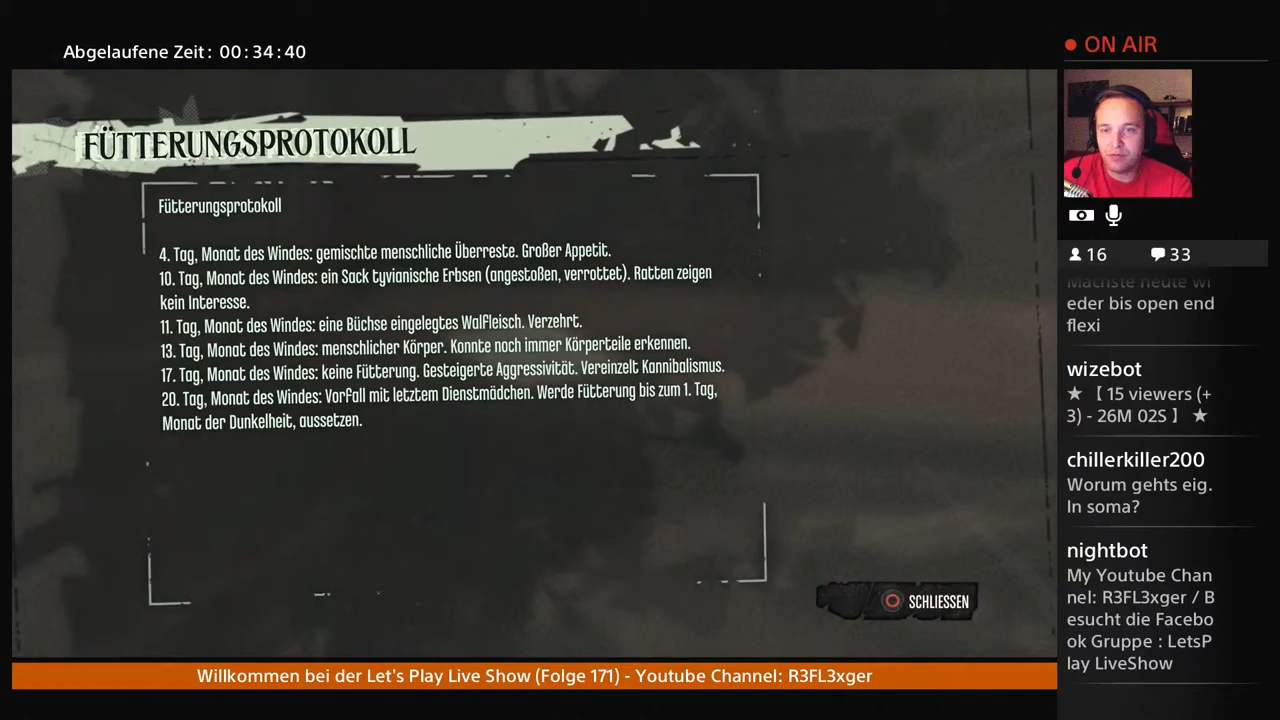 Abgelaufene Zeit: 00:34:40
FÜTTERUNGSPROTOKOLL
Fütterungsprotokoll
4. Tag, Monat des Windes: gemischte menschliche Überreste. Großer Appetit.
10. Tag, Monat des Windes: ein Sack tyvianische Erbsen (angestoßen, verrottet). Ratten zeigen
kein Interesse.
11. Tag, Monat des Windes: eine Büchse eingelegtes Walfleisch. Verzehrt.
13. Tag, Monat des Windes: menschlicher Körper. Konnte noch immer Körperteile erkennen.
17. Tag, Monat des Windes: keine Fütterung. Gesteigerte Aggressivität. Vereinzelt Kannibalismus.
20. Tag, Monat des Windes: Vorfall mit letztem Dienstmädchen. Werde Fütterung bis zum 1. Tag,
Monat der Dunkelheit, aussetzen.
SCHLIESSEN
Willkommen bei der Let's Play Live Show (Folge 171) - Youtube Channel: R3FL3xger
ON AIR
16 33
Machste heute wi
eder bis open end
flexi
wizebot
★ 【 15 viewers (+
3) - 26M 02S 】 ★
chillerkiller200
Worum gehts eig.
In soma?
nightbot
My Youtube Chan
nel: R3FL3xger / B
esucht die Facebo
ok Gruppe : LetsP
lay LiveShow